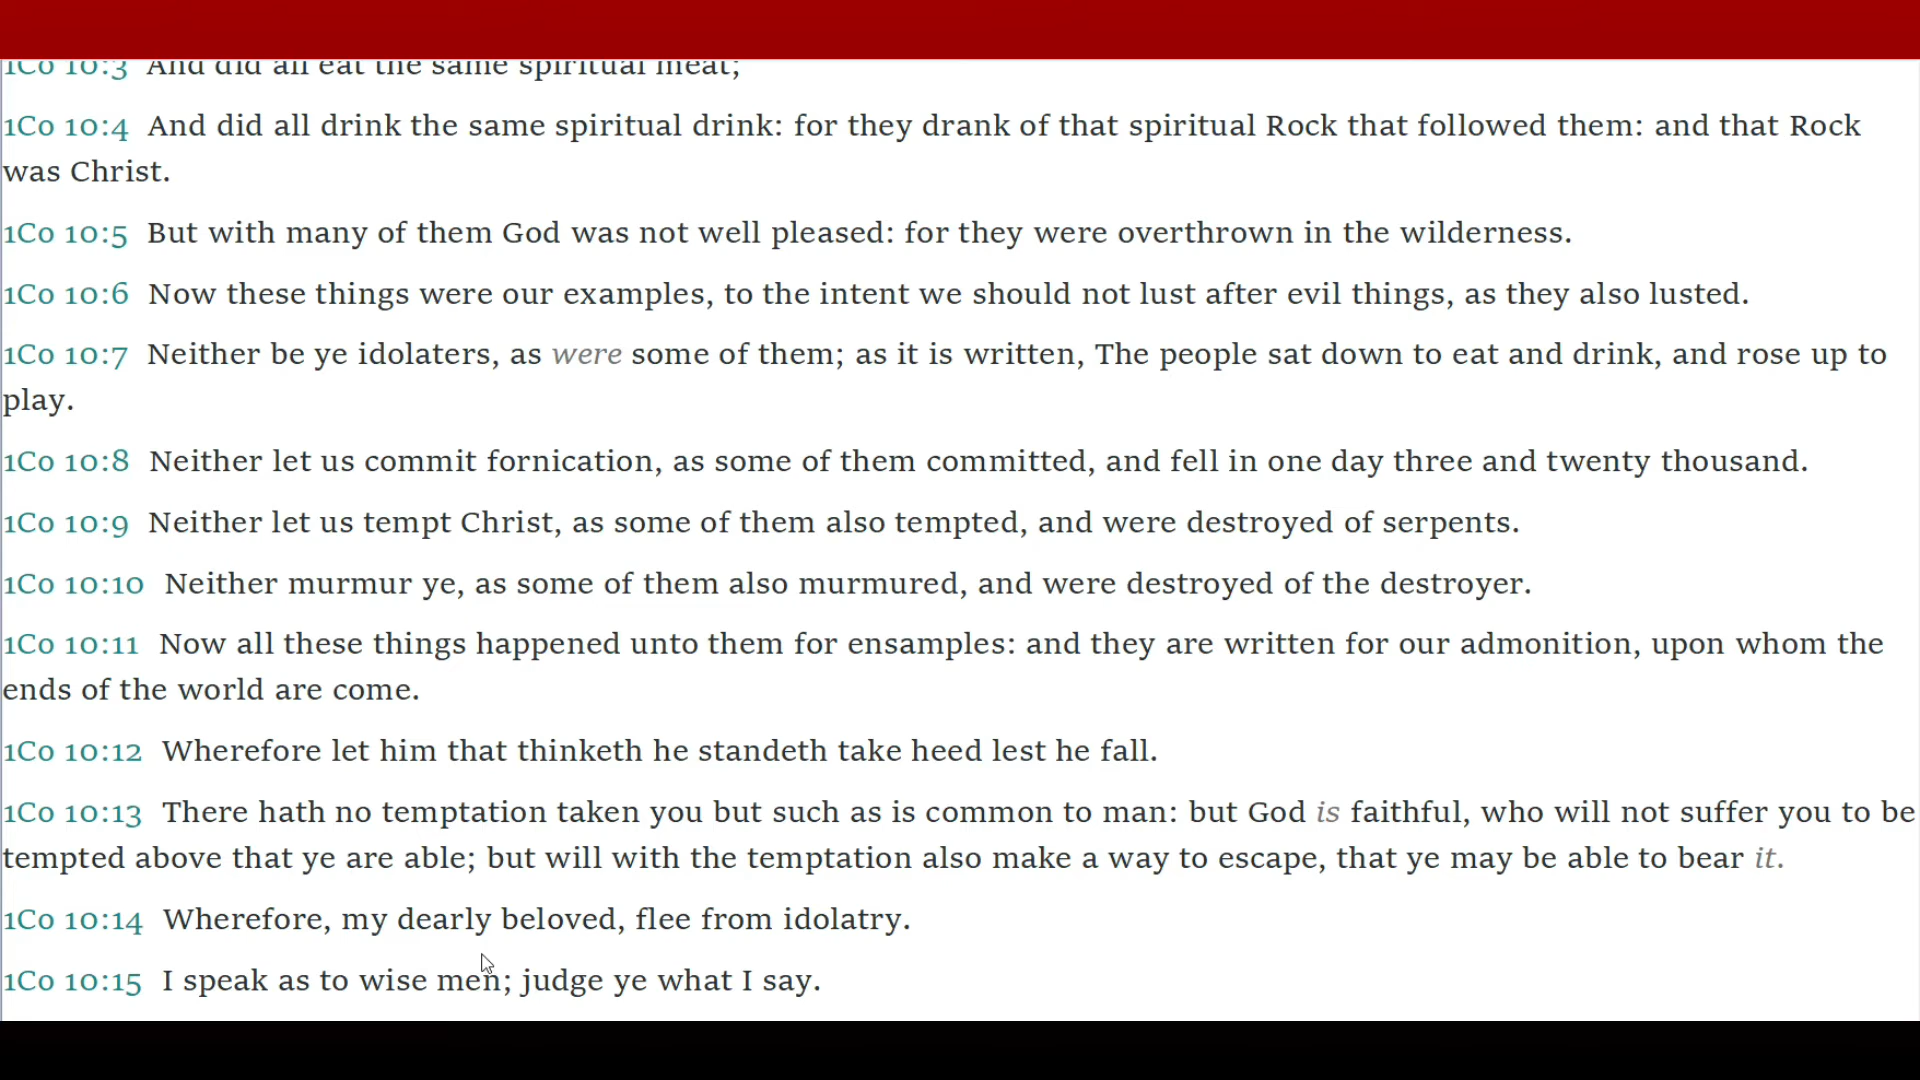 1Co 10:3 And did all eat the same spiritual meat;
1Co 10:4 And did all drink the same spiritual drink: for they drank of that spiritual Rock that followed them: and that Rock
was Christ.
1Co 10:5 But with many of them God was not well pleased: for they were overthrown in the wilderness.
1Co 10:6 Now these things were our examples, to the intent we should not lust after evil things, as they also lusted.
1Co 10:7 Neither be ye idolaters, as were some of them; as it is written, The people sat down to eat and drink, and rose up to
play.
1Co 10:8 Neither let us commit fornication, as some of them committed, and fell in one day three and twenty thousand.
1Co 10:9 Neither let us tempt Christ, as some of them also tempted, and were destroyed of serpents.
1Co 10:10 Neither murmur ye, as some of them also murmured, and were destroyed of the destroyer.
1Co 10:11 Now all these things happened unto them for ensamples: and they are written for our admonition, upon whom the
ends of the world are come.
1Co 10:12 Wherefore let him that thinketh he standeth take heed lest he fall.
1Co 10:13 There hath no temptation taken you but such as is common to man: but God is faithful, who will not suffer you to be
tempted above that ye are able; but will with the temptation also make a way to escape, that ye may be able to bear it.
1Co 10:14 Wherefore, my dearly beloved, flee from idolatry.
1Co 10:15 I speak as to wise men; judge ye what I say.